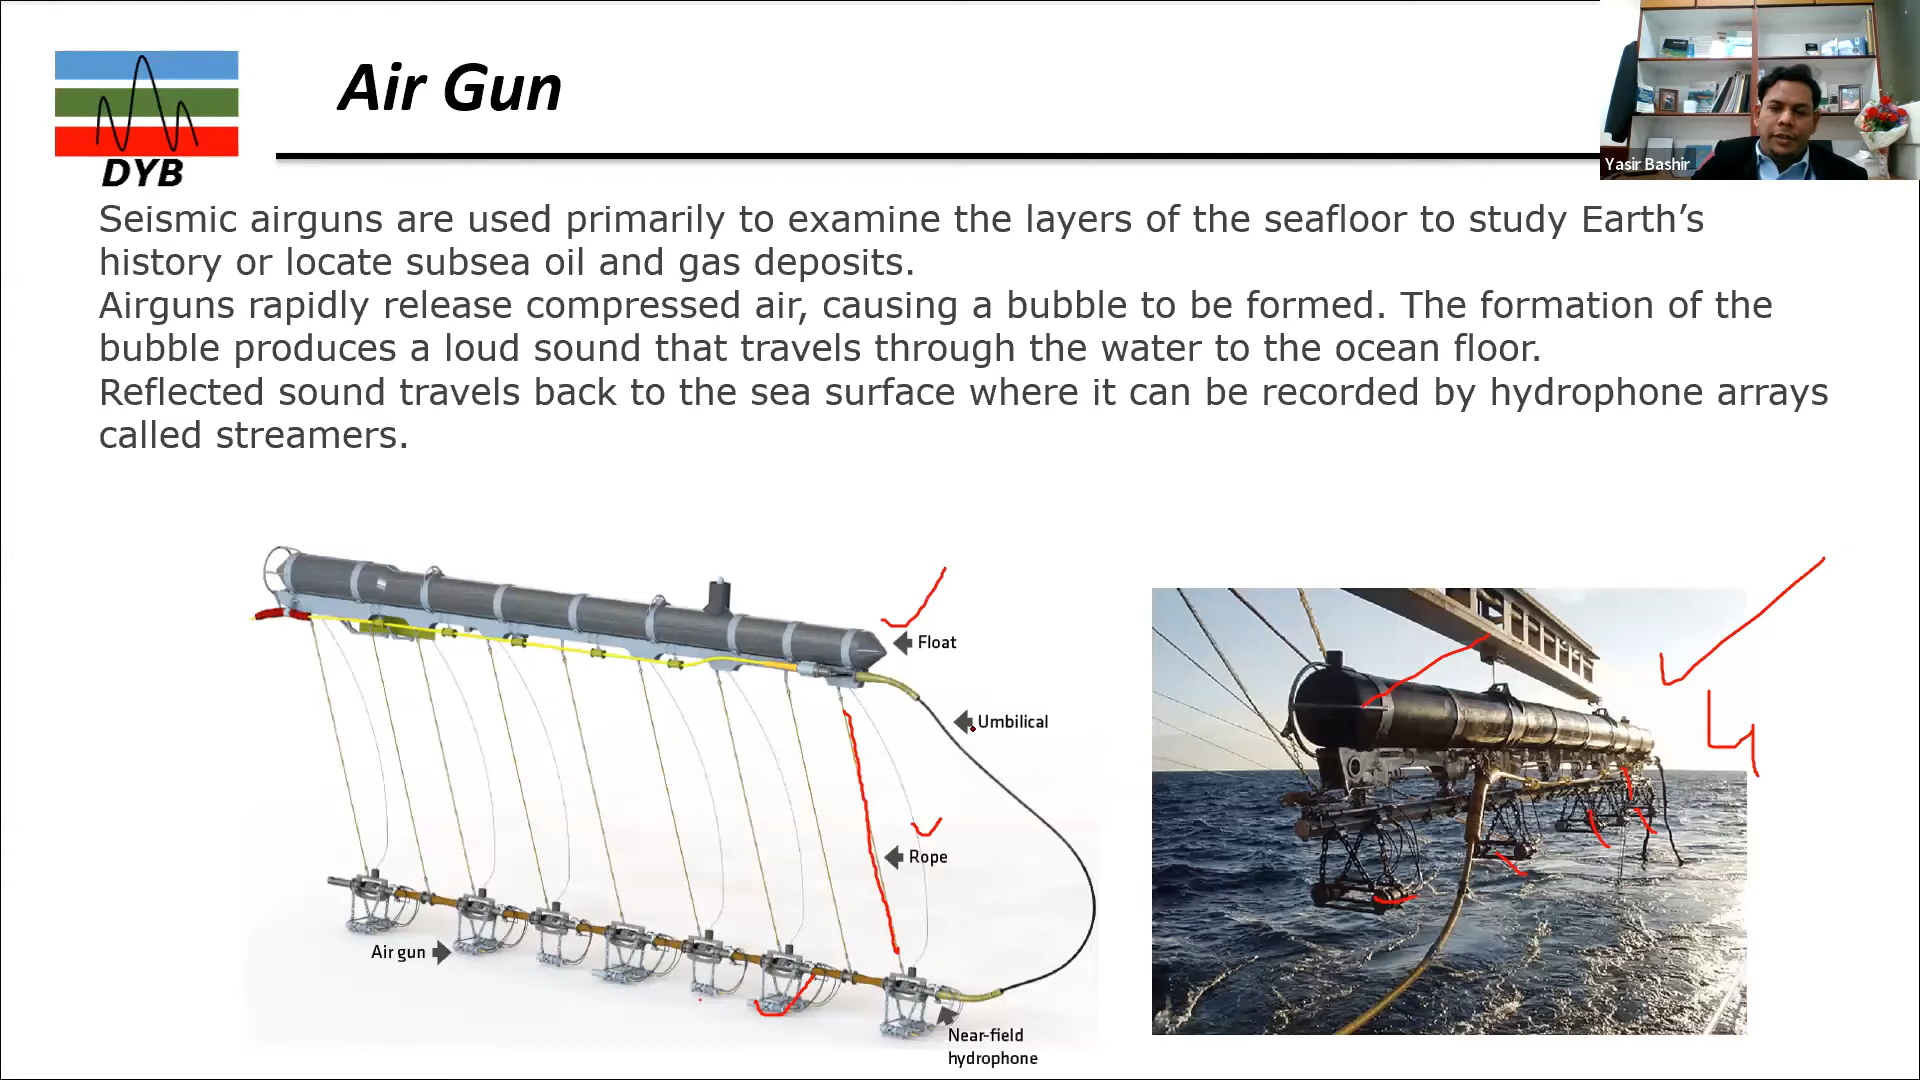 Air Gun
DYB
Yasir Bashir
Seismic airguns are used primarily to examine the layers of the seafloor to study Earth’s
history or locate subsea oil and gas deposits.
Airguns rapidly release compressed air, causing a bubble to be formed. The formation of the
bubble produces a loud sound that travels through the water to the ocean floor.
Reflected sound travels back to the sea surface where it can be recorded by hydrophone arrays
called streamers.
Float
Umbilical
Rope
Air gun
Near-field
hydrophone
4